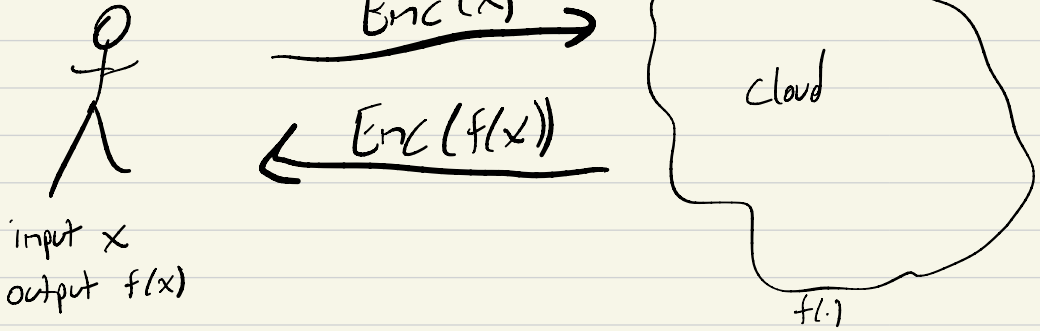 Enc(x)
Cloud
Enc(f(x))
input x
output f(x)
f(.)